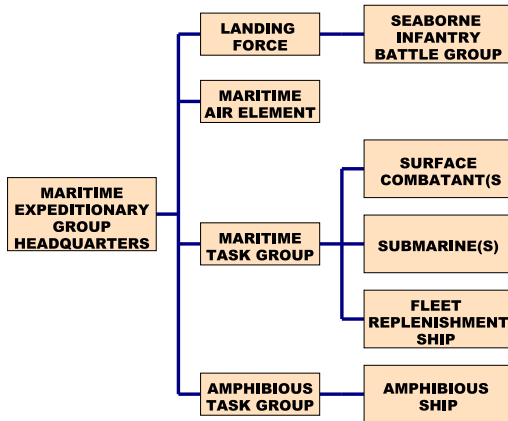 LANDING
FORCE
SEABORNE
INFANTRY
BATTLE GROUP
MARITIME
AIR ELEMENT
MARITIME
EXPEDITIONARY
GROUP
HEADQUARTERS
MARITIME
TASK GROUP
SURFACE
COMBATANT(S
SUBMARINE(S)
FLEET
REPLENISHMENT
SHIP
AMPHIBIOUS
TASK GROUP
AMPHIBIOUS
SHIP